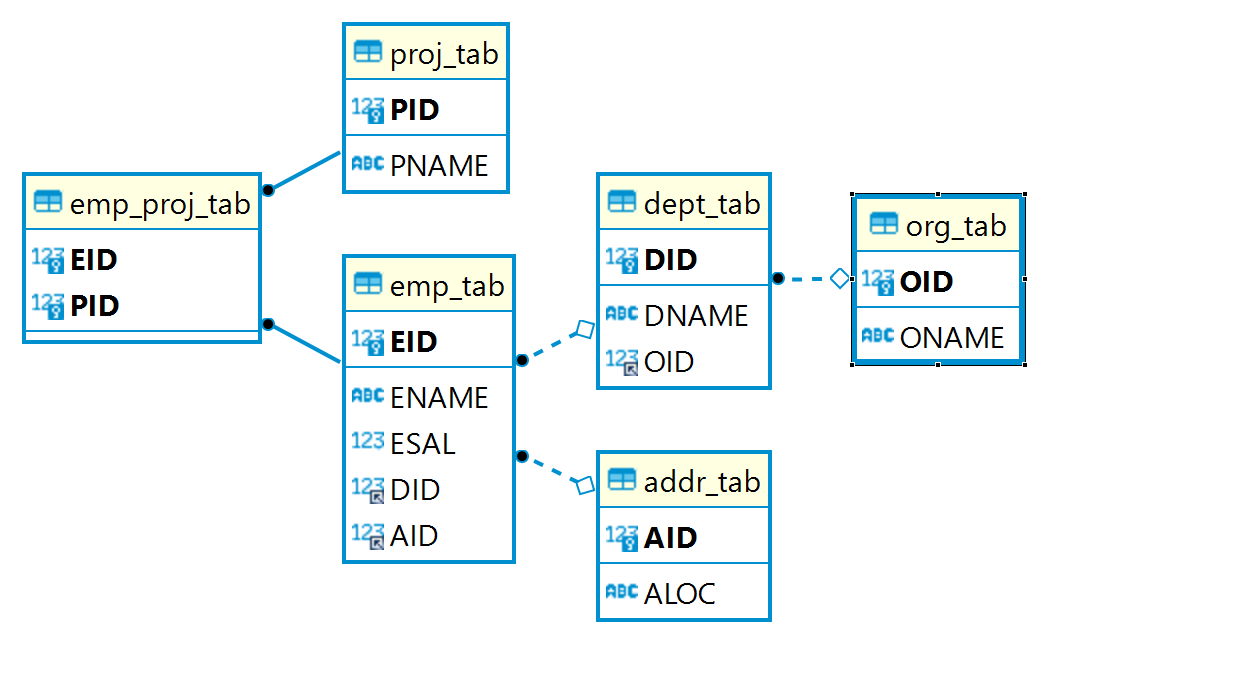 proj_tab
123 PID
ABC PNAME
emp_proj_tab
123 EID
123 PID
emp_tab
123 EID
ABC ENAME
123 ESAL
123 DID
123 AID
dept_tab
123 DID
ABC DNAME
123 OID
org_tab
123 OID
ABC ONAME
addr_tab
123 AID
ABC ALOC